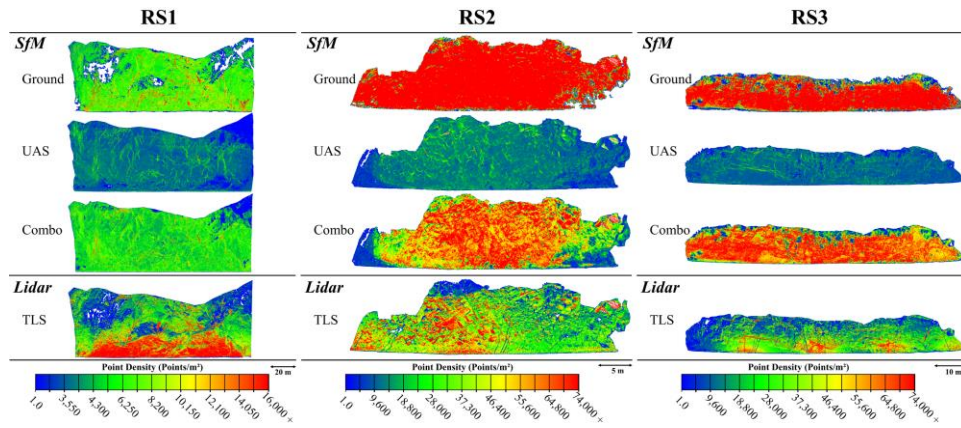 RS1 RS2 RS3
SfM SfM SfM
Ground Ground Ground
UAS UAS UAS
Combo Combo Combo
Lidar Lidar Lidar
TLS TLS TLS
Point Density (Points/m²) 20 m Point Density (Points/m²) 5 m Point Density (Points/m²) 10 m
1.0 3,550 4,300 6,250 8,200 10,150 12,100 14,050 16,000 + 1.0 9,600 18,800 28,000 37,300 46,400 55,600 64,800 74,000 + 1.0 9,600 18,800 28,000 37,300 46,400 55,600 64,800 74,000 +